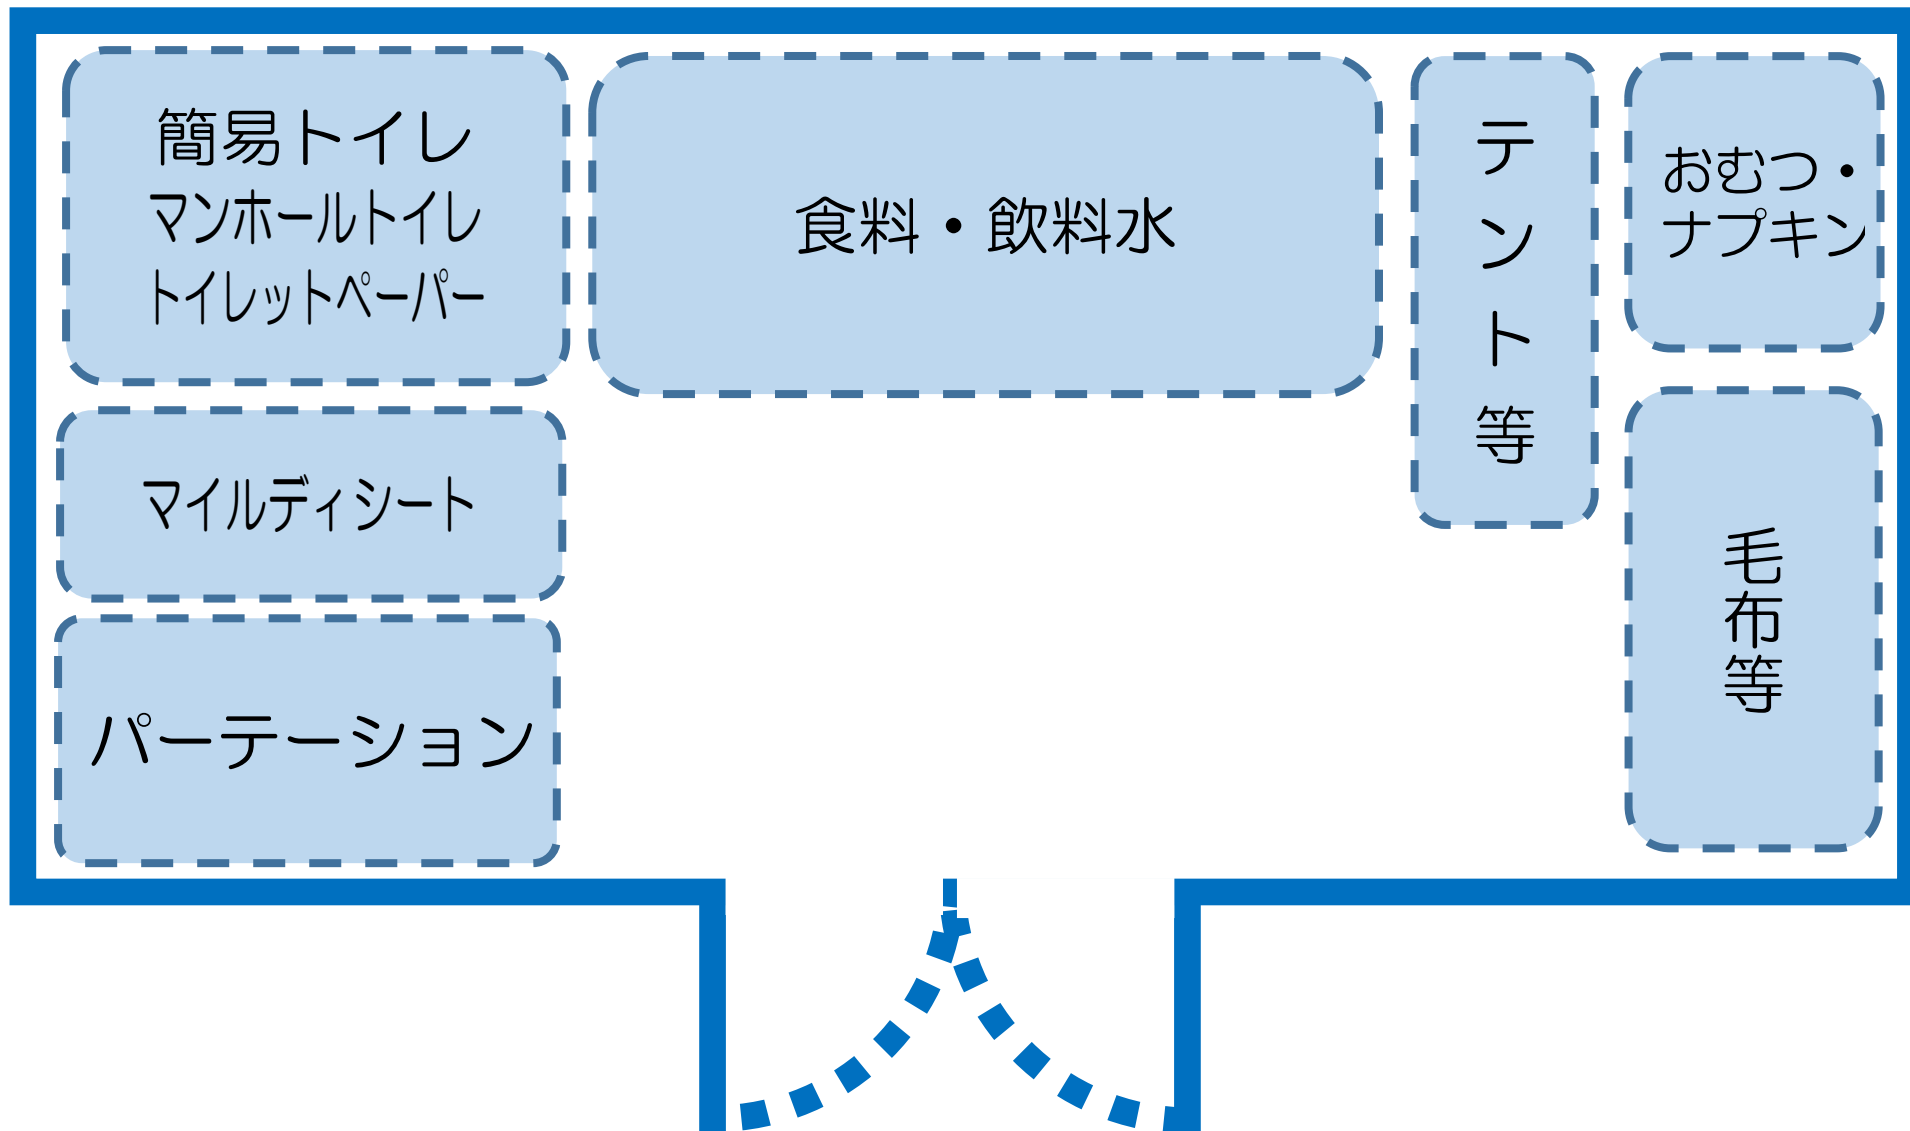 簡易トイレ
マンホールトイレ
トイレットペーパー
食料・飲料水
テント等
おむつ・
ナプキン
マイルディシート
毛布等
パーテーション